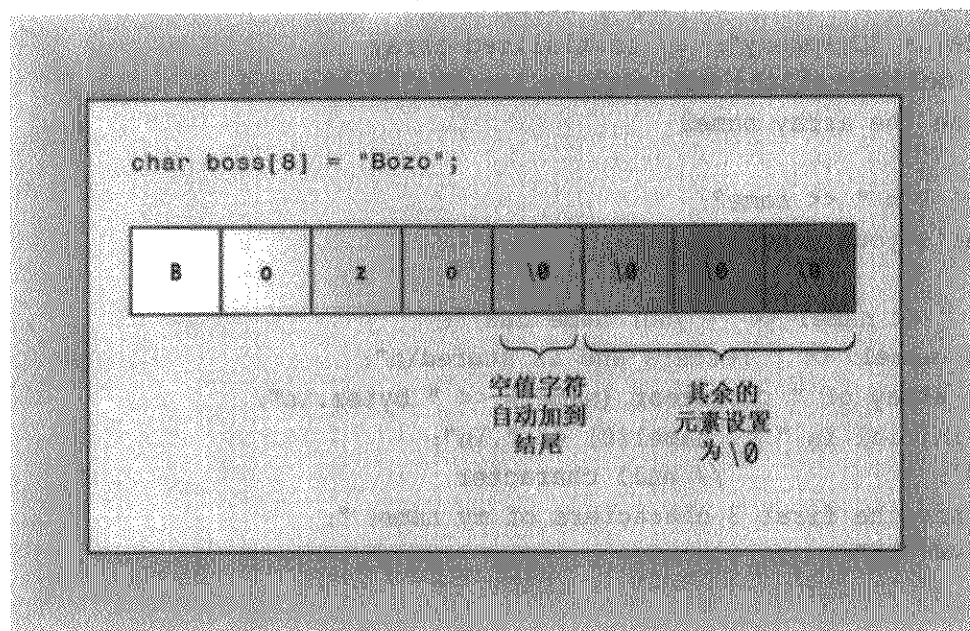 char boss[8] = "Bozo";
B o z o \0 \0 \0 \0
空值字符
自动加到
结尾
其余的
元素设置
为 \0